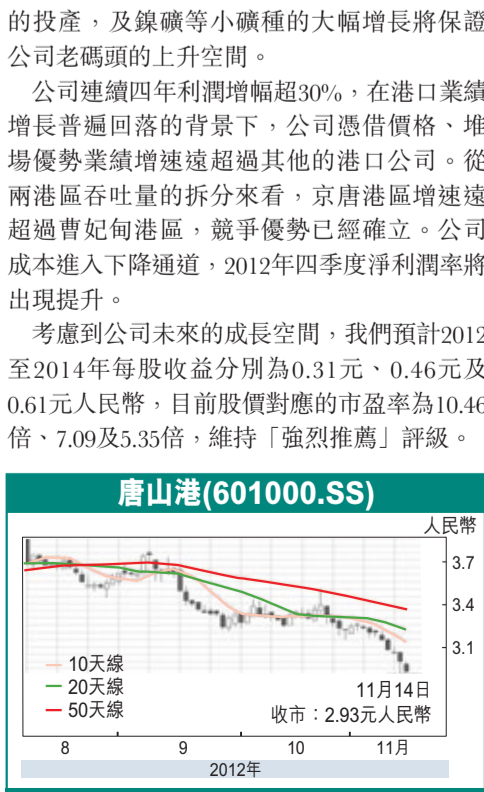 的投產，及鎳礦等小礦種的大幅增長將保證
公司老碼頭的上升空間。
公司連續四年利潤增幅超30%，在港口業績
增長普遍回落的背景下，公司憑借價格、堆
場優勢業績增速遠超過其他的港口公司。從
兩港區吞吐量的拆分來看，京唐港區增速遠
超過曹妃甸港區，競爭優勢已經確立。公司
成本進入下降通道，2012年四季度淨利潤率將
出現提升。
考慮到公司未來的成長空間，我們預計2012
至2014年每股收益分別為0.31元、0.46元及
0.61元人民幣，目前股價對應的市盈率為10.46
倍、7.09及5.35倍，維持「強烈推薦」評級。
唐山港(601000.SS)
人民幣
3.7
3.4
3.1
10天線
20天線
50天線
11月14日
收市：2.93元人民幣
8 9 10 11月
2012年